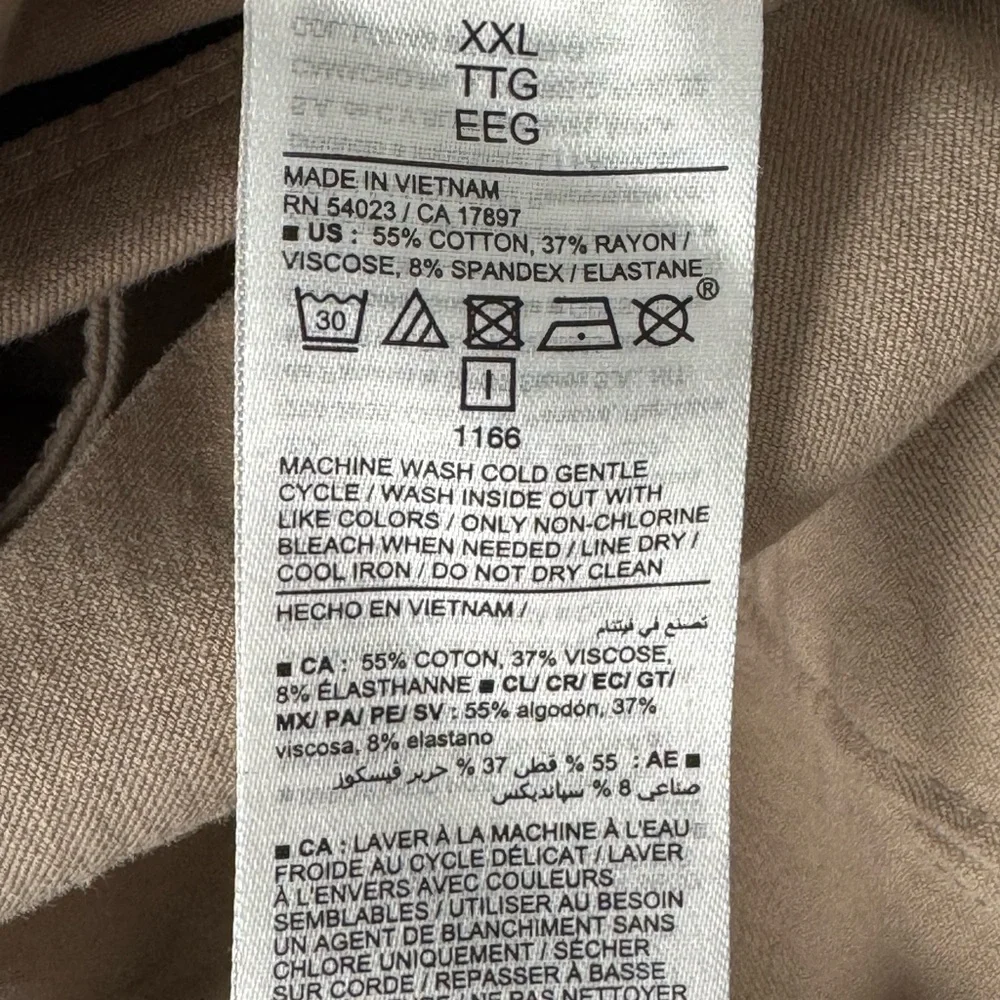 XXL
TTG
EEG
MADE IN VIETNAM
RN 54023 / CA 17897
■ US : 55% COTTON, 37% RAYON /
VISCOSE, 8% SPANDEX / ELASTANE
®
30
1166
MACHINE WASH COLD GENTLE
CYCLE / WASH INSIDE OUT WITH
LIKE COLORS / ONLY NON-CHLORINE
BLEACH WHEN NEEDED / LINE DRY /
COOL IRON / DO NOT DRY CLEAN
HECHO EN VIETNAM /
تصنع في فيتنام
■ CA : 55% COTON, 37% VISCOSE,
8% ÉLASTHANNE ■ CL/ CR/ EC/ GT/
MX/ PA/ PE/ SV : 55% algodón, 37%
viscosa, 8% elastano
■ AE : 55 % قطن 37 % حرير فيسكوز
صناعي 8 % سباندیكس
■ CA : LAVER À LA MACHINE À L'EAU
FROIDE AU CYCLE DÉLICAT / LAVER
À L'ENVERS AVEC COULEURS
SEMBLABLES / UTILISER AU BESOIN
UN AGENT DE BLANCHIMENT SANS
CHLORE UNIQUEMENT / SÉCHER
SUR CORDE / REPASSER À BASSE
NE PAS NETTOYER